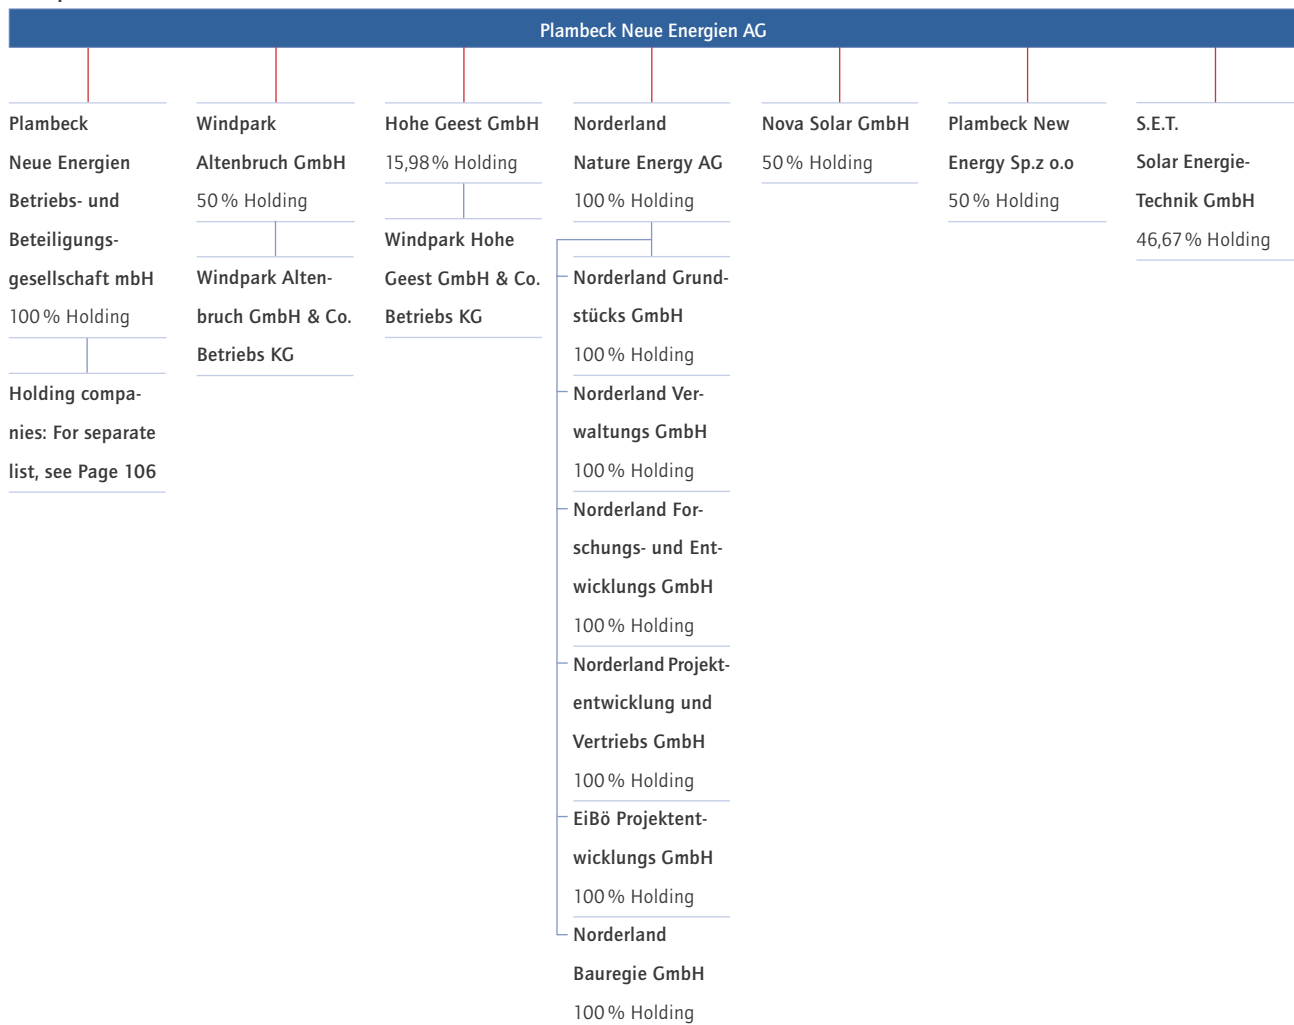 Plambeck Neue Energien AG
Plambeck
Neue Energien
Betriebs- und
Beteiligungs-
gesellschaft mbH
100 % Holding
Holding compa-
nies: For separate
list, see Page 106
Windpark
Altenbruch GmbH
50 % Holding
Windpark Alten-
bruch GmbH & Co.
Betriebs KG
Hohe Geest GmbH
15,98 % Holding
Windpark Hohe
Geest GmbH & Co.
Betriebs KG
Norderland
Nature Energy AG
100 % Holding
Norderland Grund-
stücks GmbH
100 % Holding
Norderland Ver-
waltungs GmbH
100 % Holding
Norderland For-
schungs- und Ent-
wicklungs GmbH
100 % Holding
Norderland Projekt-
entwicklung und
Vertriebs GmbH
100 % Holding
EiBö Projektent-
wicklungs GmbH
100 % Holding
Norderland
Bauregie GmbH
100 % Holding
Nova Solar GmbH
50 % Holding
Plambeck New
Energy Sp.z o.o
50 % Holding
S.E.T.
Solar Energie-
Technik GmbH
46,67 % Holding